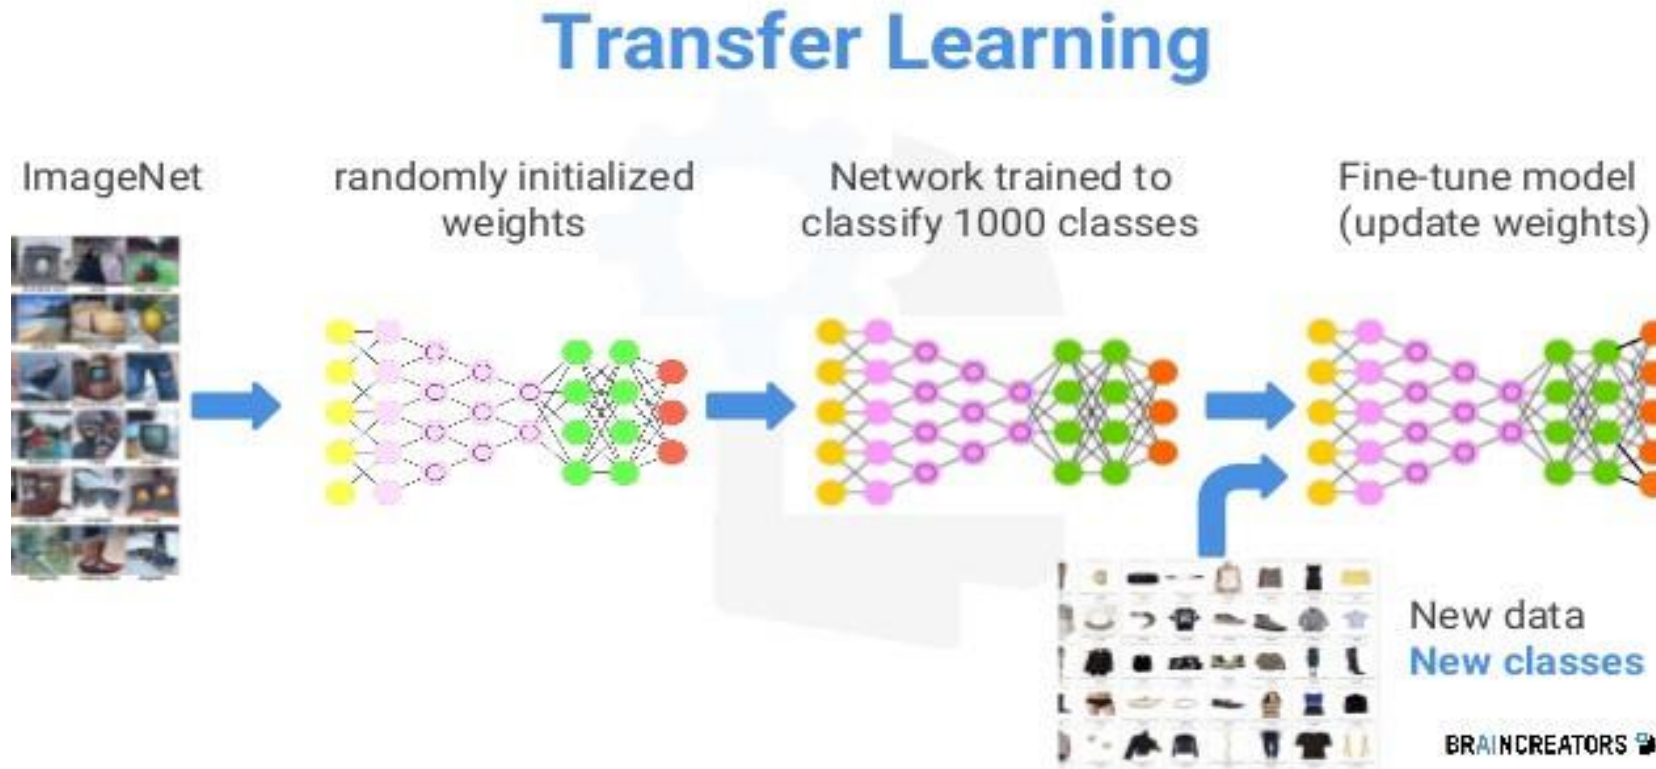 Transfer Learning
ImageNet
randomly initialized
weights
Network trained to
classify 1000 classes
Fine-tune model
(update weights)
New data
New classes
BRAINCREATORS